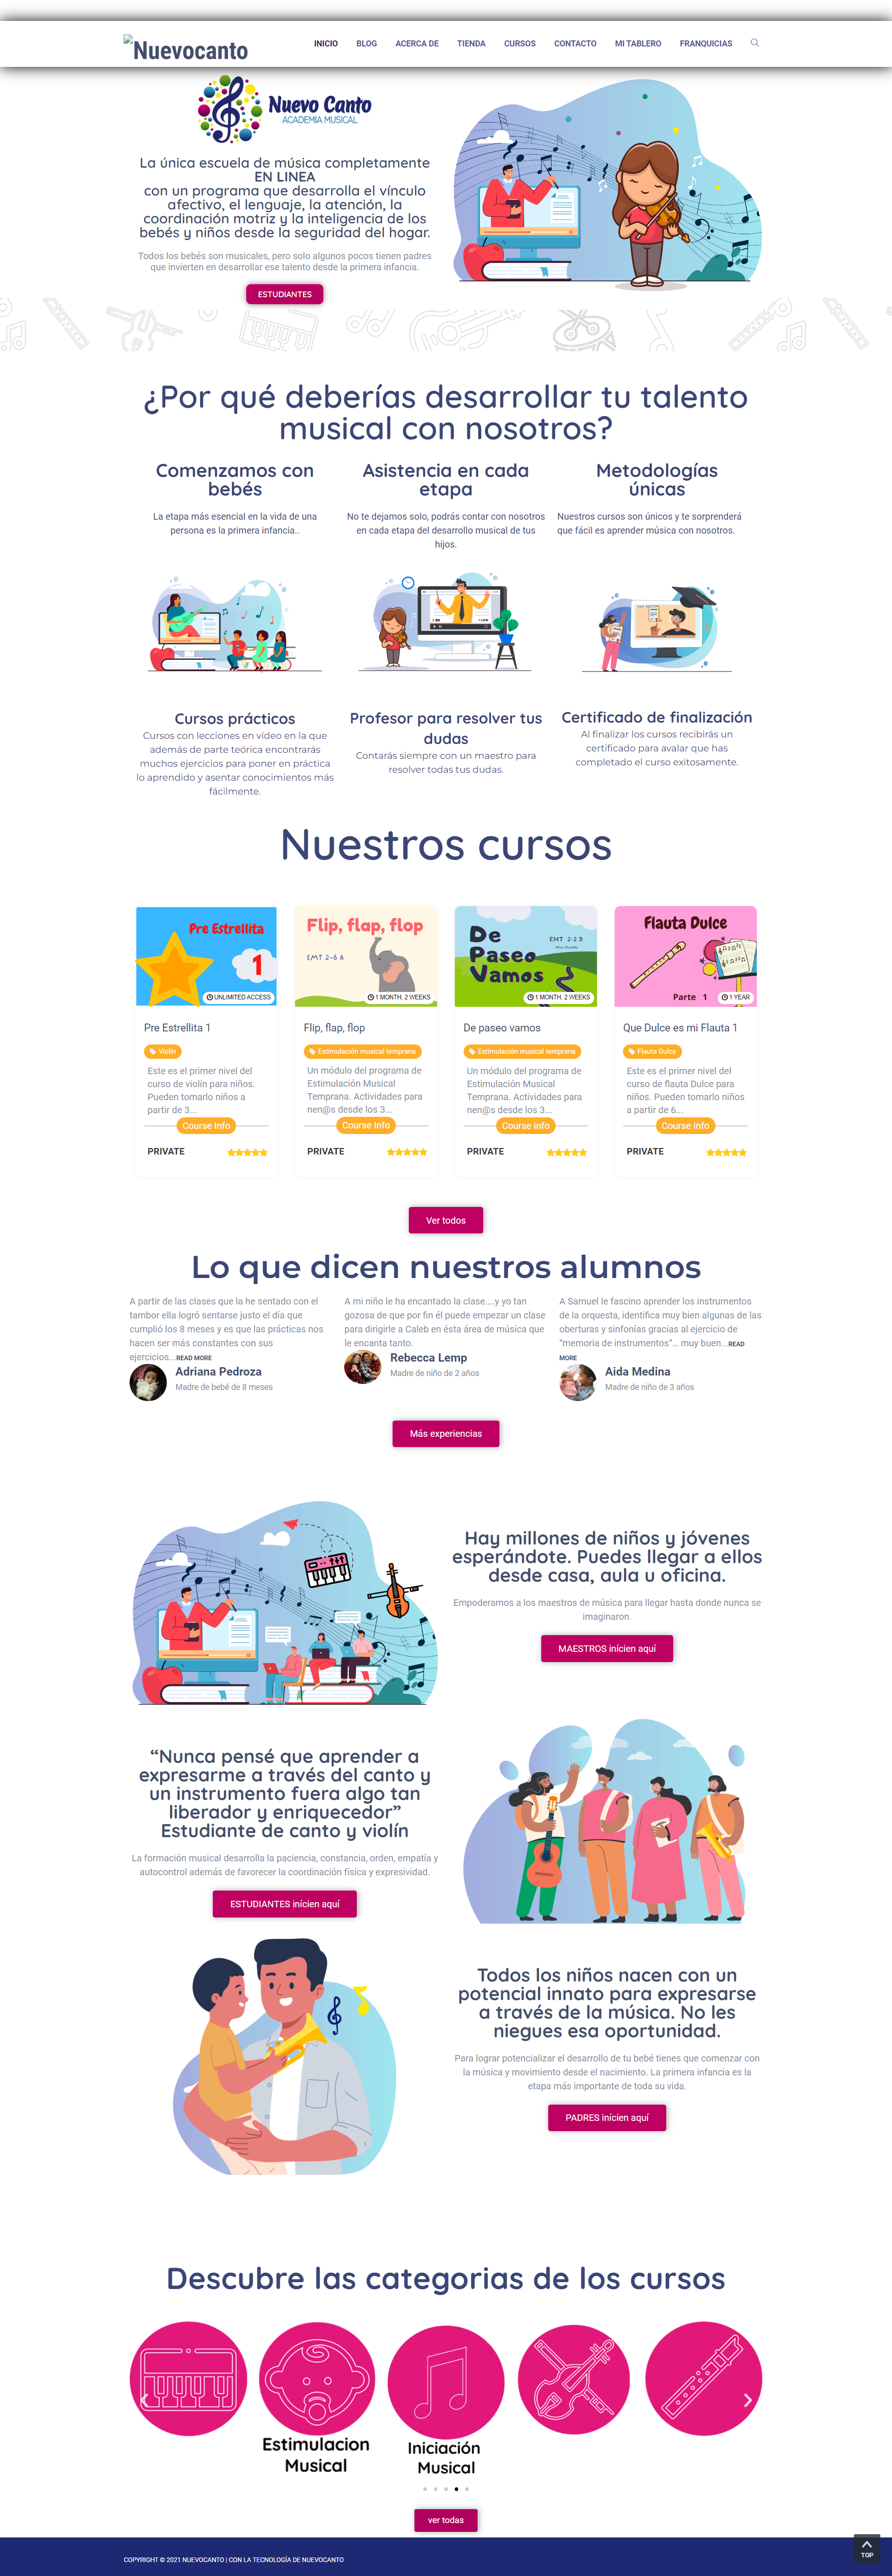 Nuevocanto
INICIO BLOG ACERCA DE TIENDA CURSOS CONTACTO MI TABLERO FRANQUICIAS
Nuevo Canto
ACADEMIA MUSICAL
La única escuela de música completamente
EN LINEA
con un programa que desarrolla el vínculo
afectivo, el lenguaje, la atención, la
coordinación motriz y la inteligencia de los
bebés y niños desde la seguridad del hogar.
Todos los bebés son musicales, pero solo algunos pocos tienen padres
que invierten en desarrollar ese talento desde la primera infancia.
ESTUDIANTES
¿Por qué deberías desarrollar tu talento
musical con nosotros?
Comenzamos con
bebés
La etapa más esencial en la vida de una
persona es la primera infancia..
Asistencia en cada
etapa
No te dejamos solo, podrás contar con nosotros
en cada etapa del desarrollo musical de tus
hijos.
Metodologías
únicas
Nuestros cursos son únicos y te sorprenderá
que fácil es aprender música con nosotros.
Cursos prácticos
Cursos con lecciones en vídeo en la que
además de parte teórica encontrarás
muchos ejercicios para poner en práctica
lo aprendido y asentar conocimientos más
fácilmente.
Profesor para resolver tus
dudas
Contarás siempre con un maestro para
resolver todas tus dudas.
Certificado de finalización
Al finalizar los cursos recibirás un
certificado para avalar que has
completado el curso exitosamente.
Nuestros cursos
Pre Estrellita
1
UNLIMITED ACCESS
Pre Estrellita 1
Violín
Este es el primer nivel del
curso de violín para niños.
Pueden tomarlo niños a
partir de 3...
Course Info
PRIVATE
Flip, flap, flop
EMT 2-6 A
1 MONTH, 2 WEEKS
Flip, flap, flop
Estimulación musical temprana
Un módulo del programa de
Estimulación Musical
Temprana. Actividades para
nen@s desde los 3...
Course Info
PRIVATE
De
Paseo
Vamos
EMT 2-2 B
1 MONTH, 2 WEEKS
De paseo vamos
Estimulación musical temprana
Un módulo del programa de
Estimulación Musical
Temprana. Actividades para
nen@s desde los 3...
Course Info
PRIVATE
Flauta Dulce
Parte 1
1 YEAR
Que Dulce es mi Flauta 1
Flauta Dulce
Este es el primer nivel del
curso de flauta Dulce para
niños. Pueden tomarlo niños
a partir de 6...
Course Info
PRIVATE
Ver todos
Lo que dicen nuestros alumnos
A partir de las clases que la he sentado con el
tambor ella logró sentarse justo el día que
cumplió los 8 meses y es que las prácticas nos
hacen ser más constantes con sus
ejercicios...READ MORE
Adriana Pedroza
Madre de bebé de 8 meses
A mi niño le ha encantado la clase....y yo tan
gozosa de que por fin él puede empezar un clase
para dirigirle a Caleb en ésta área de música que
le encanta tanto.
Rebecca Lemp
Madre de niño de 2 años
A Samuel le fascino aprender los instrumentos
de la orquesta, identifica muy bien algunas de las
oberturas y sinfonías gracias al ejercicio de
"memoria de instrumentos"... muy buen...READ
MORE
Aida Medina
Madre de niño de 3 años
Más experiencias
Hay millones de niños y jóvenes
esperándote. Puedes llegar a ellos
desde casa, aula u oficina.
Empoderamos a los maestros de música para llegar hasta donde nunca se
imaginaron.
MAESTROS inícien aquí
“Nunca pensé que aprender a
expresarme a través del canto y
un instrumento fuera algo tan
liberador y enriquecedor”
Estudiante de canto y violín
La formación musical desarrolla la paciencia, constancia, orden, empatía y
autocontrol además de favorecer la coordinación física y expresividad.
ESTUDIANTES inícien aquí
Todos los niños nacen con un
potencial innato para expresarse
a través de la música. No les
niegues esa oportunidad.
Para lograr potencializar el desarrollo de tu bebé tienes que comenzar con
la música y movimiento desde el nacimiento. La primera infancia es la
etapa más importante de toda su vida.
PADRES inícien aquí
Descubre las categorias de los cursos
Estimulacion
Musical
Iniciación
Musical
ver todas
COPYRIGHT © 2021 NUEVOCANTO | CON LA TECNOLOGÍA DE NUEVOCANTO
TOP